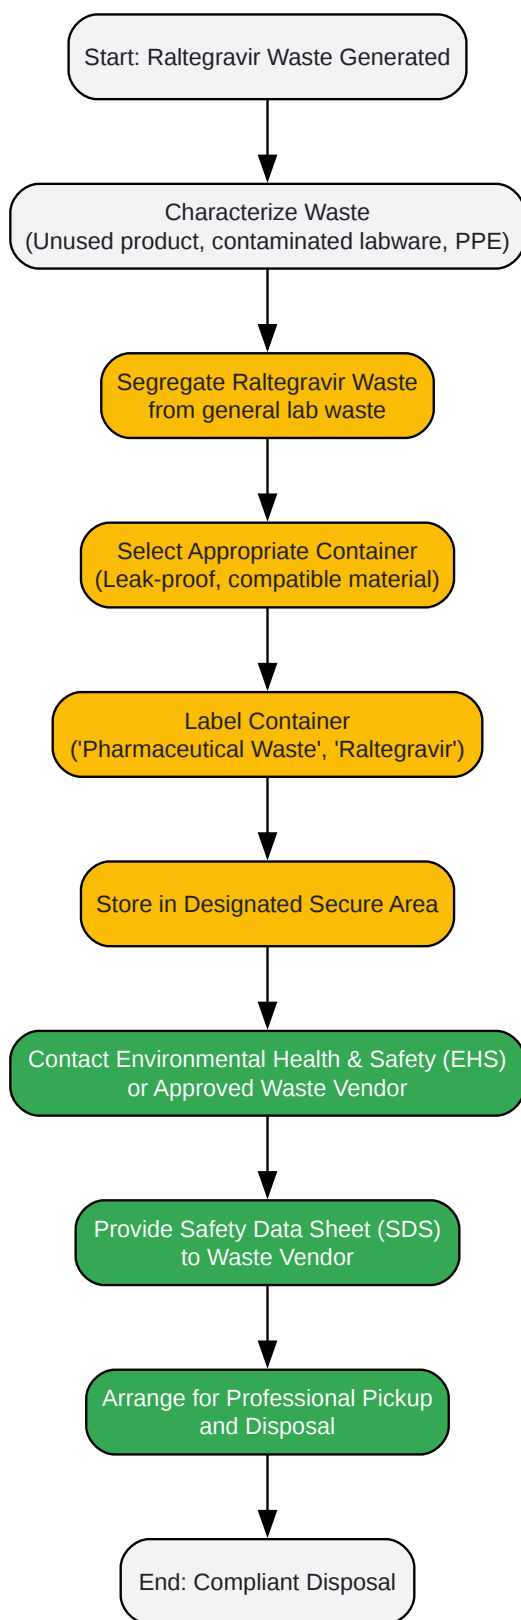 Start: Raltegravir Waste Generated
Characterize Waste
(Unused product, contaminated labware, PPE)
Segregate Raltegravir Waste
from general lab waste
Select Appropriate Container
(Leak-proof, compatible material)
Label Container
('Pharmaceutical Waste', 'Raltegravir')
Store in Designated Secure Area
Contact Environmental Health & Safety (EHS)
or Approved Waste Vendor
Provide Safety Data Sheet (SDS)
to Waste Vendor
Arrange for Professional Pickup
and Disposal
End: Compliant Disposal